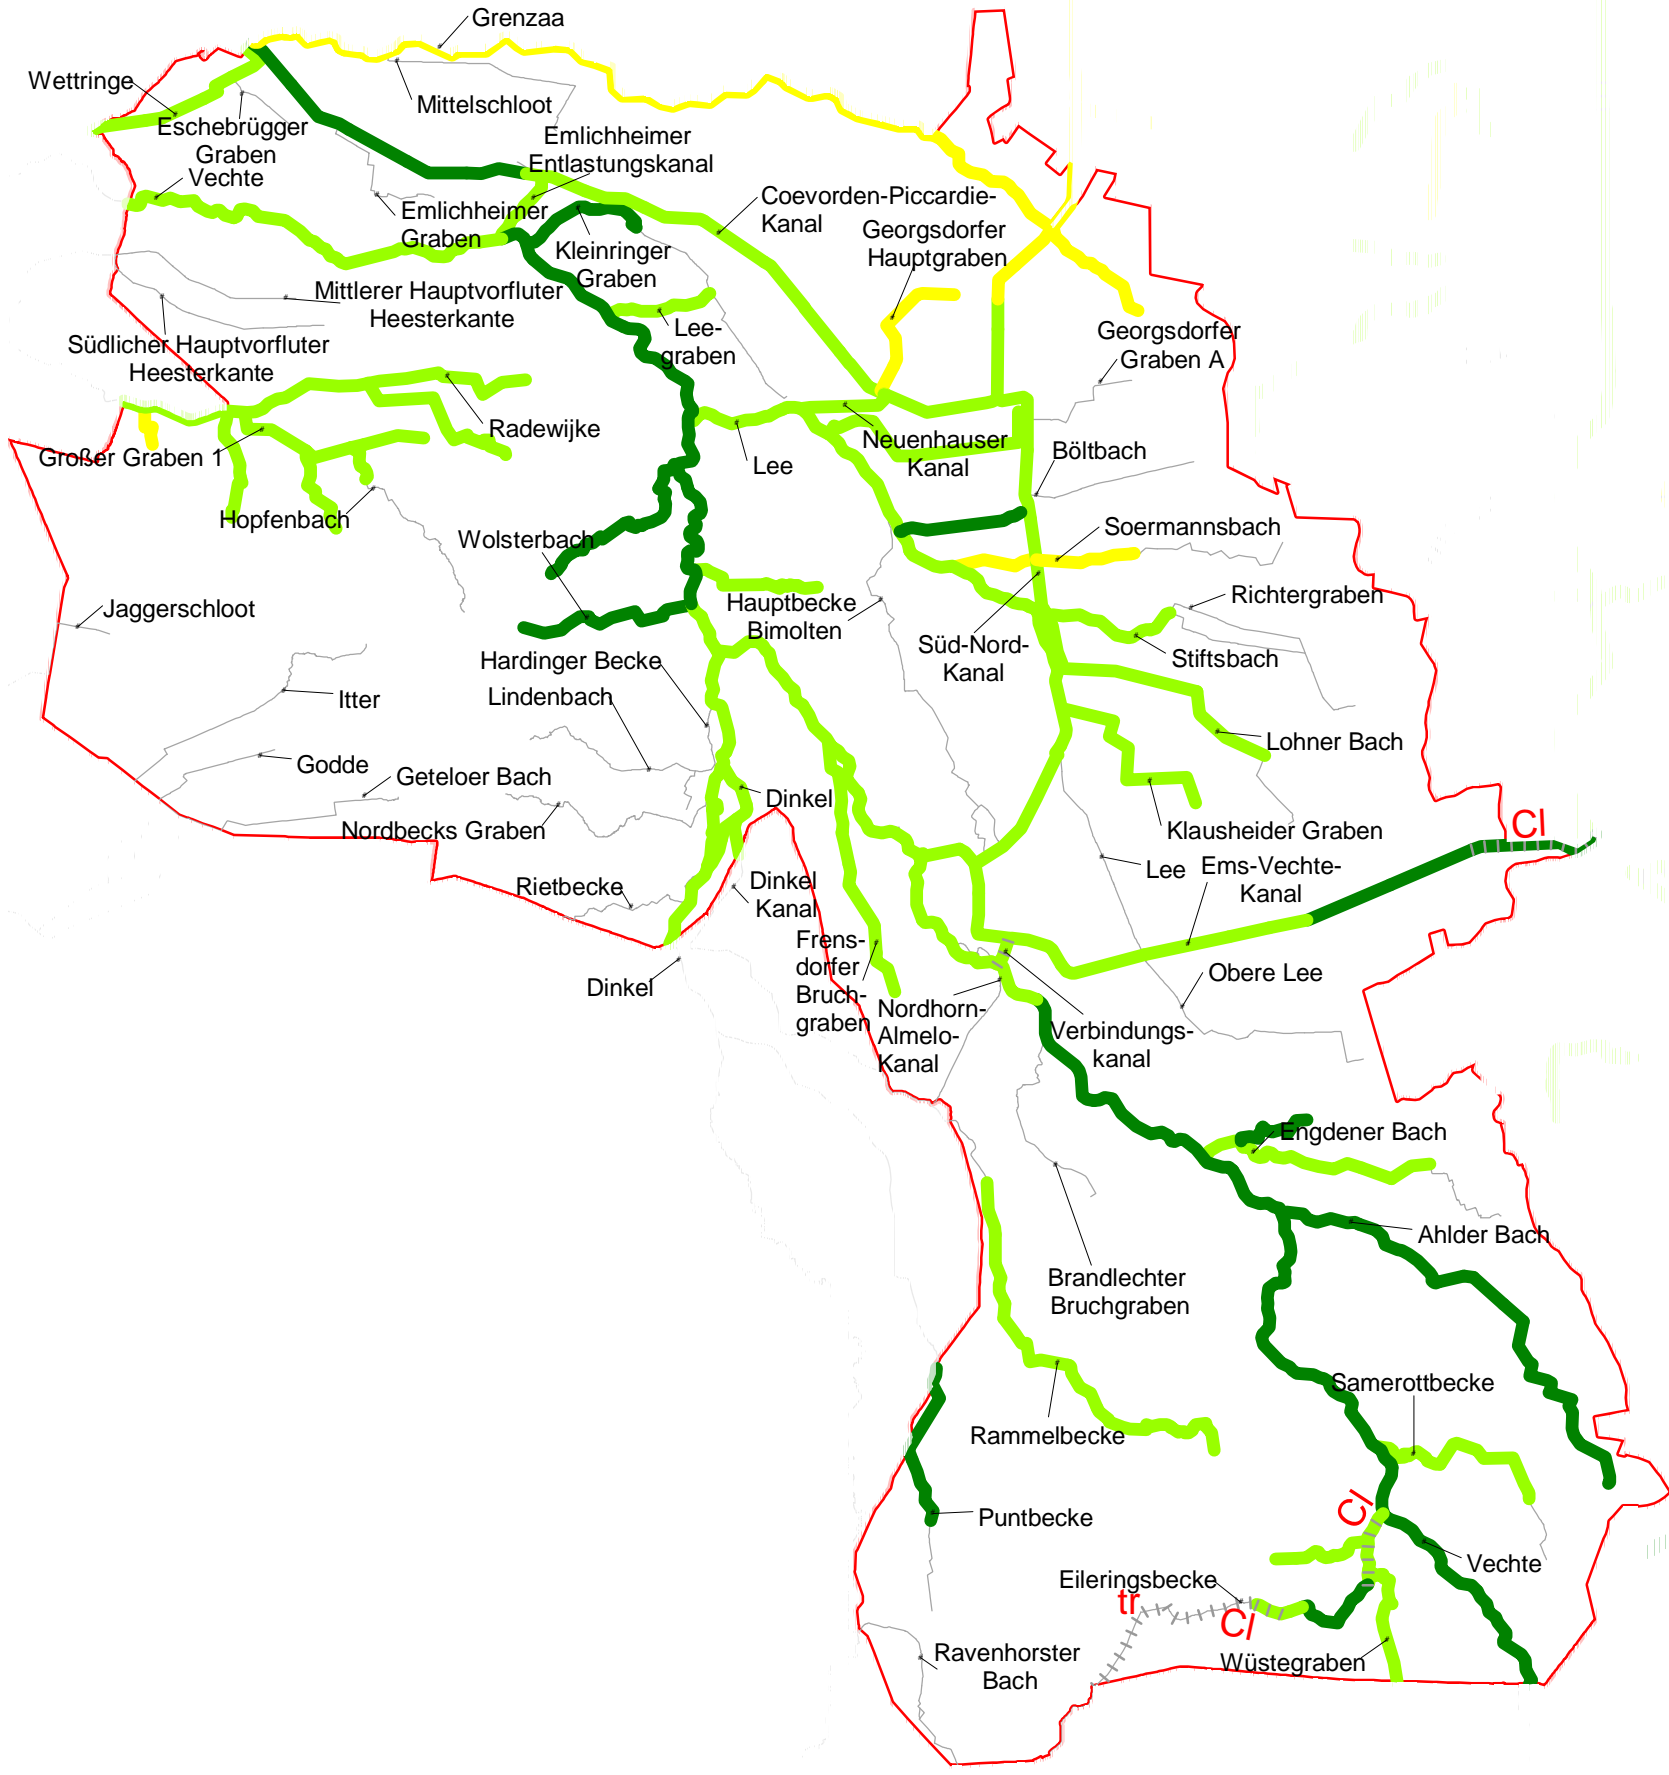 Grenzaa
Wettringe
Mittelschloot
Eschebrügger
Graben
Emlichheimer
Entlastungskanal
Vechte
Coevorden-Piccardie-
Kanal
Emlichheimer
Graben
Kleinringer
Graben
Georgsdorfer
Hauptgraben
Mittlerer Hauptvorfluter
Heesterkante
Südlicher Hauptvorfluter
Heesterkante
Lee-
graben
Georgsdorfer
Graben A
Radewijke
Großer Graben 1
Lee
Neuenhauser
Kanal
Böltbach
Hopfenbach
Wolsterbach
Soermannsbach
Jaggerschloot
Hauptbecke
Bimolten
Richtergraben
Süd-Nord-
Kanal
Stiftsbach
Hardinger Becke
Lindenbach
Itter
Lohner Bach
Godde
Geteloer Bach
Dinkel
Nordbecks Graben
Klausheider Graben
Cl
Rietbecke
Dinkel
Kanal
Lee
Ems-Vechte-
Kanal
Dinkel
Frens-
dorfer
Bruch-
graben
Obere Lee
Nordhorn-
Almelo-
Kanal
Verbindungs-
kanal
Engdener Bach
Ahlder Bach
Brandlechter
Bruchgraben
Samerottbecke
Rammelbecke
Cl
Puntbecke
Vechte
Eileringsbecke
tr
Cl
Ravenhorster
Bach
Wüstegraben